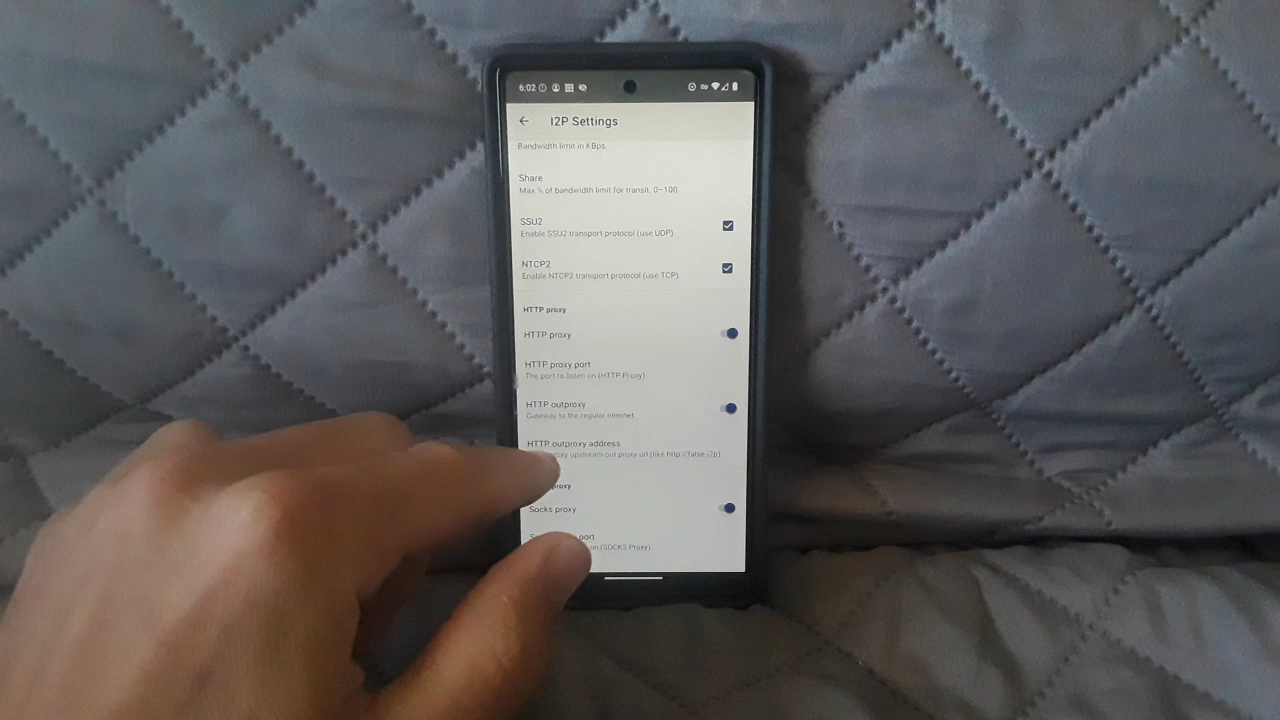 6:02
I2P Settings
Bandwidth limit in KBps.
Share
Max % of bandwidth limit for transit. 0-100.
SSU2
Enable SSU2 transport protocol (use UDP).
NTCP2
Enable NTCP2 transport protocol (use TCP).
HTTP proxy
HTTP proxy
HTTP proxy port
The port to listen on (HTTP Proxy)
HTTP outproxy
Gateway to the regular internet
HTTP outproxy address
upstream out proxy url (like http://false.i2p)
proxy
Socks proxy
port
on (SOCKS Proxy)